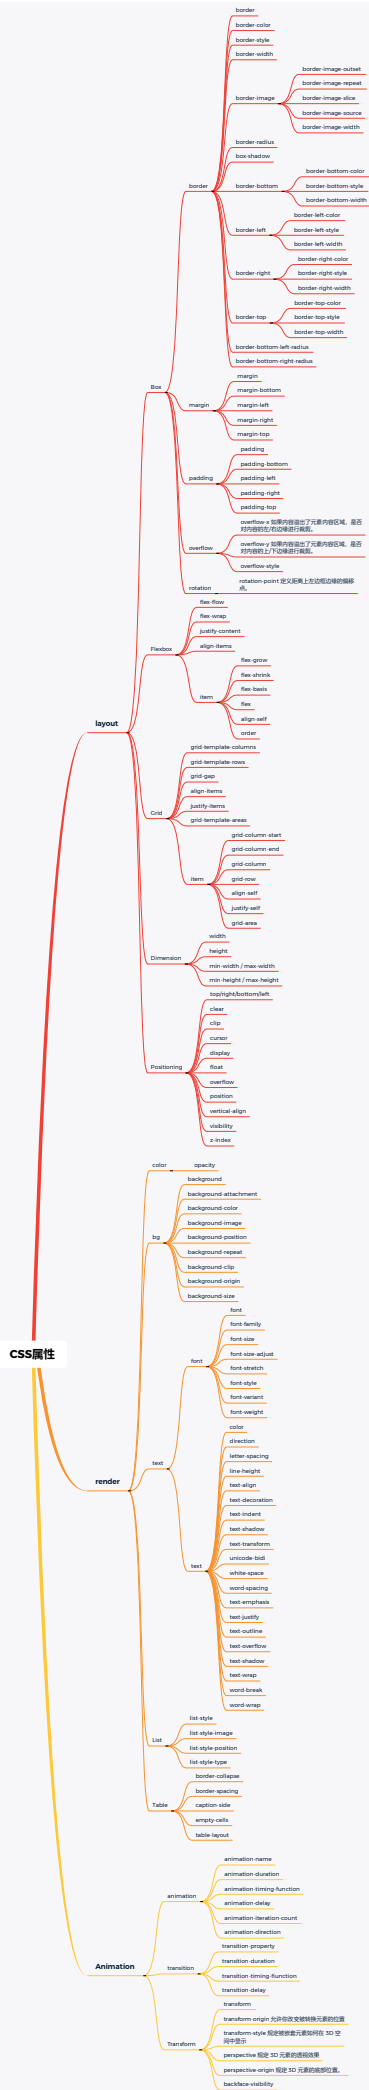 border
border-color
border-style
border-width
border-image-outset
border-image-repeat
border-image
border-image-slice
border-image-source
border-image-width
border-radius
box-shadow
border-bottom-color
border
border-bottom
border-bottom-style
border-bottom-width
border-left-color
border-left
border-left-style
border-left-width
border-right-color
border-right
border-right-style
border-right-width
border-top-color
border-top
border-top-style
border-top-width
border-bottom-left-radius
border-bottom-right-radius
margin
Box
margin-bottom
margin
margin-left
margin-right
margin-top
padding
padding-bottom
padding
padding-left
padding-right
padding-top
overflow-x 如果内容溢出了元素内容区域，是否
对内容的左/右边缘进行裁剪。
overflow
overflow-y 如果内容溢出了元素内容区域，是否
对内容的上/下边缘进行裁剪。
overflow-style
rotation
rotation-point 定义距离上左边框边缘的偏移
点。
flex-flow
flex-wrap
justify-content
Flexbox
align-items
flex-grow
flex-shrink
flex-basis
item
flex
align-self
order
layout
grid-template-columns
grid-template-rows
grid-gap
align-items
justify-items
Grid
grid-template-areas
grid-column-start
grid-column-end
grid-column
item
grid-row
align-self
justify-self
grid-area
width
height
Dimension
min-width / max-width
min-height / max-height
top/right/bottom/left
clear
clip
cursor
display
Positioning
float
overflow
position
vertical-align
visibility
z-index
color
opacity
background
background-attachment
background-color
background-image
bg
background-position
background-repeat
background-clip
background-origin
background-size
font
font-family
font-size
CSS属性
font-size-adjust
font
font-stretch
font-style
font-variant
font-weight
color
direction
letter-spacing
text
line-height
render
text-align
text-decoration
text-indent
text-shadow
text-transform
unicode-bidi
text
white-space
word-spacing
text-emphasis
text-justify
text-outline
text-overflow
text-shadow
text-wrap
word-break
word-wrap
list-style
list-style-image
List
list-style-position
list-style-type
border-collapse
border-spacing
Table
caption-side
empty-cells
table-layout
animation-name
animation-duration
animation-timing-function
animation
animation-delay
animation-iteration-count
animation-direction
transition-property
transition-duration
Animation
transition
transition-timing-function
transition-delay
transform
transform-origin 允许你改变被转换元素的位置
transform-style 规定被嵌套元素如何在 3D 空
间中显示
Transform
perspective 规定 3D 元素的透视效果
perspective-origin 规定 3D 元素的底部位置。
backface-visibility